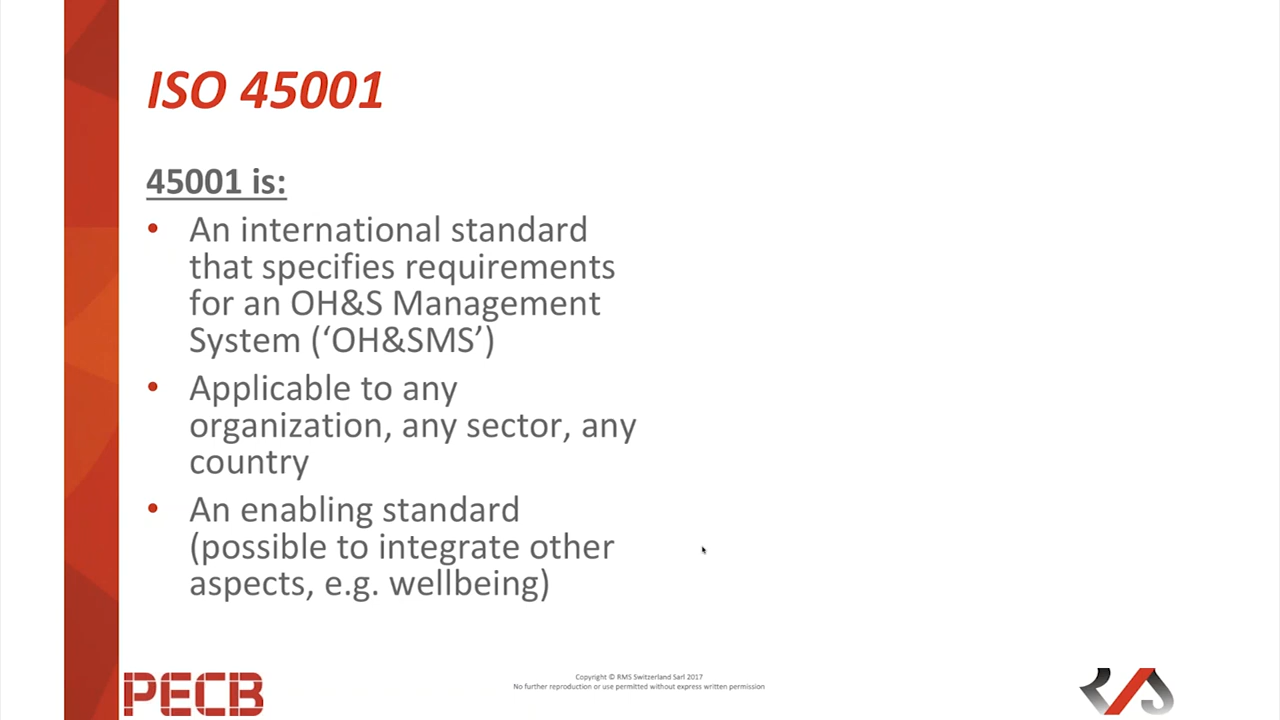 ISO 45001
45001 is:
• An international standard
that specifies requirements
for an OH&S Management
System (‘OH&SMS’)
• Applicable to any
organization, any sector, any
country
• An enabling standard
(possible to integrate other
aspects, e.g. wellbeing)
PECB
Copyright © RMS Switzerland Sarl 2017
No further reproduction or use permitted without express written permission
RMS